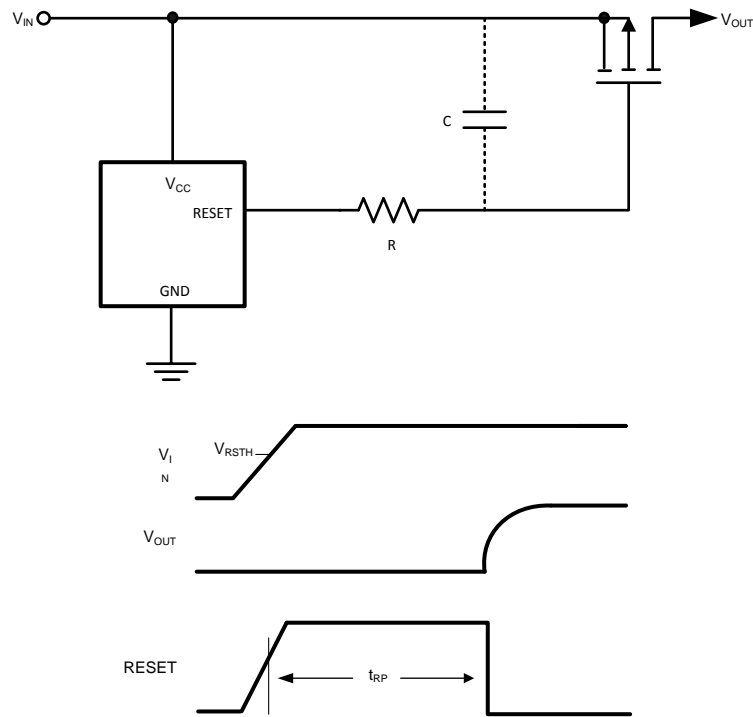 VIN
VOUT
C
VCC
RESET
R
GND
VRSTH
VI
N
VOUT
RESET
tRP